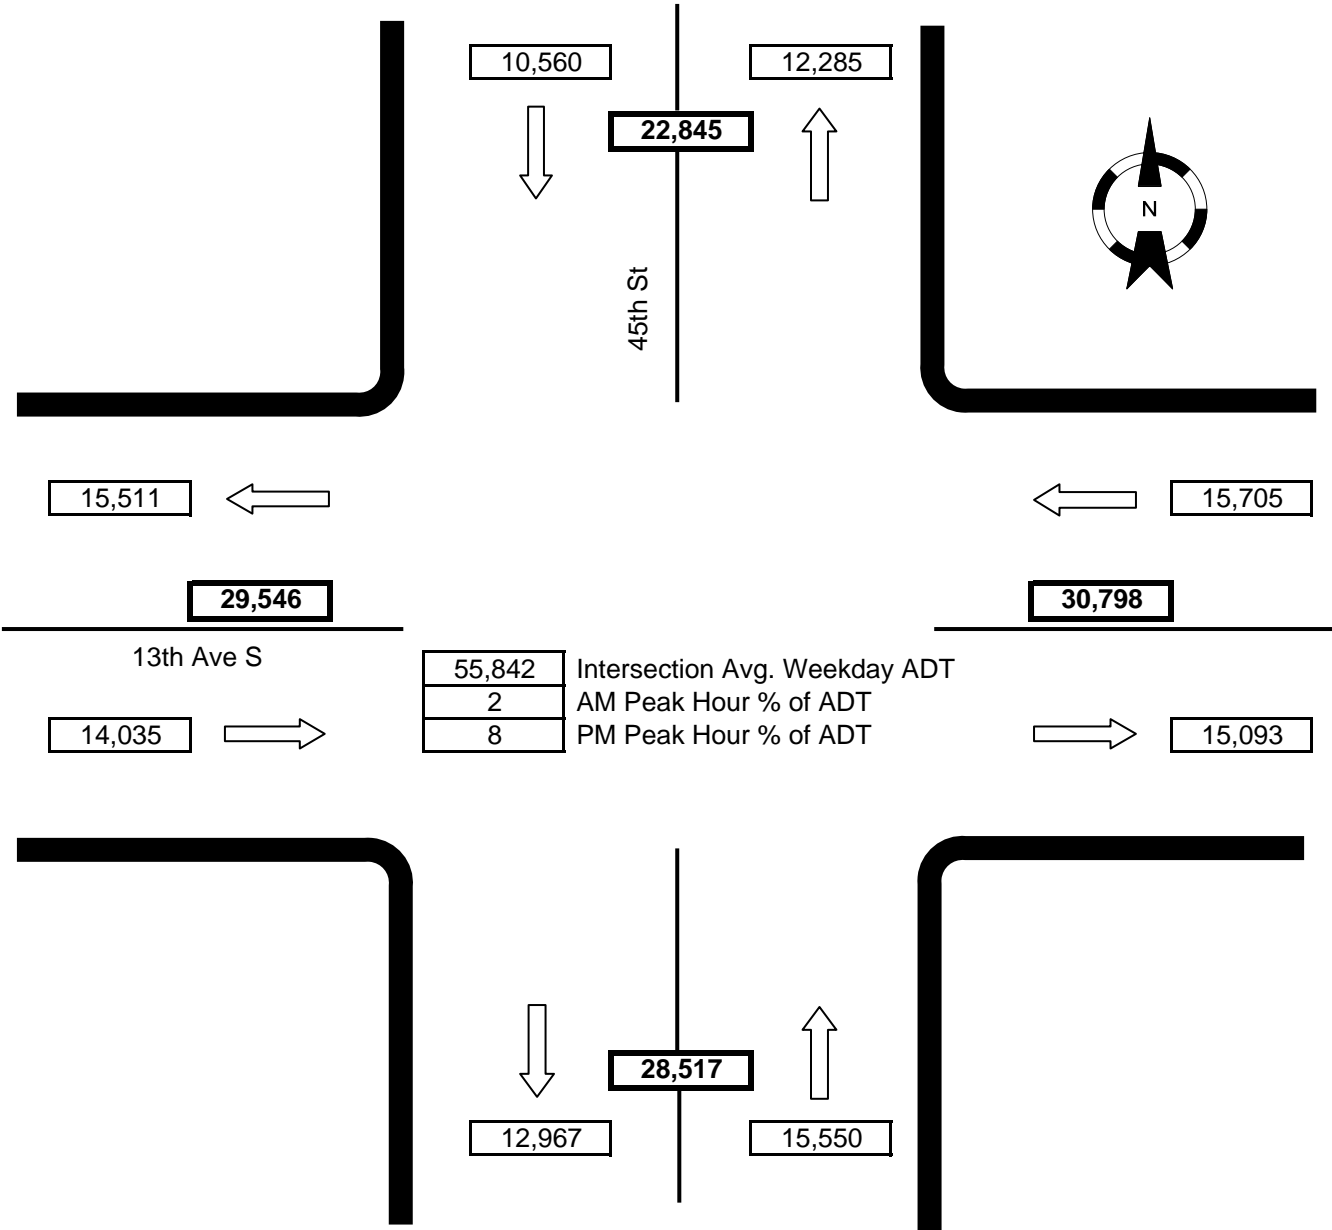 10,560
12,285
22,845
N
45th St
15,511
15,705
29,546
30,798
13th Ave S
55,842 Intersection Avg. Weekday ADT
2 AM Peak Hour % of ADT
8 PM Peak Hour % of ADT
14,035
15,093
28,517
12,967
15,550